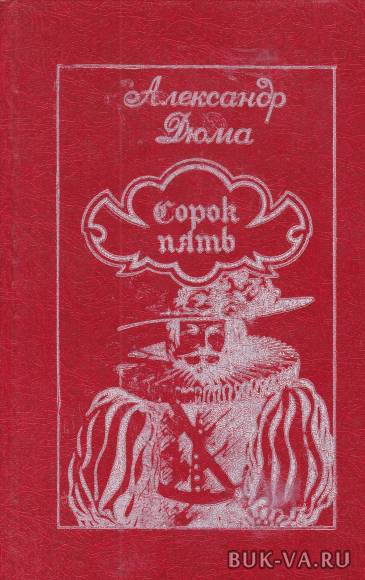 Александр
Дюма
Сорок
пять
BUK-VA.RU